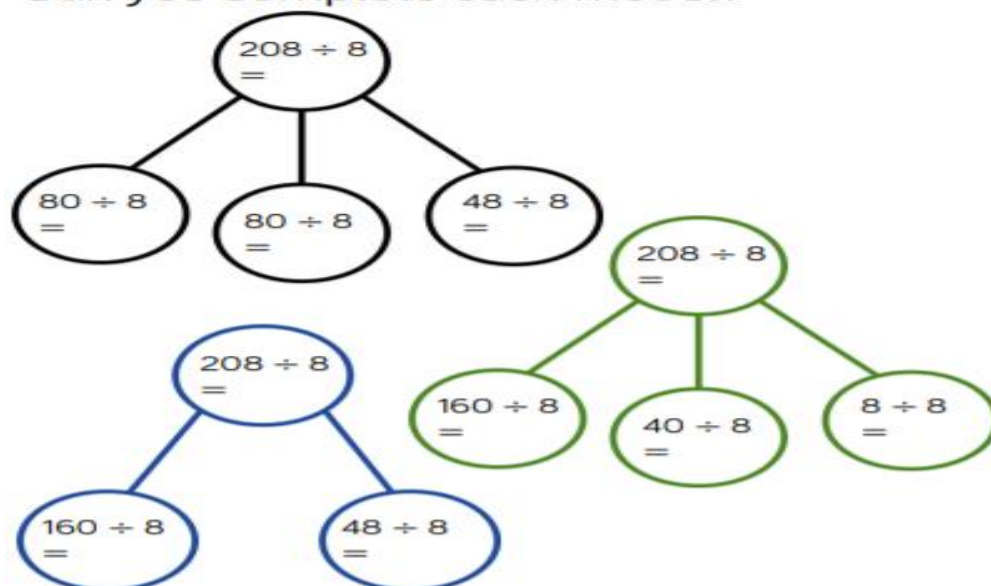 208 ÷ 8
=
80 ÷ 8
=
80 ÷ 8
=
48 ÷ 8
=
208 ÷ 8
=
160 ÷ 8
=
40 ÷ 8
=
8 ÷ 8
=
208 ÷ 8
=
160 ÷ 8
=
48 ÷ 8
=